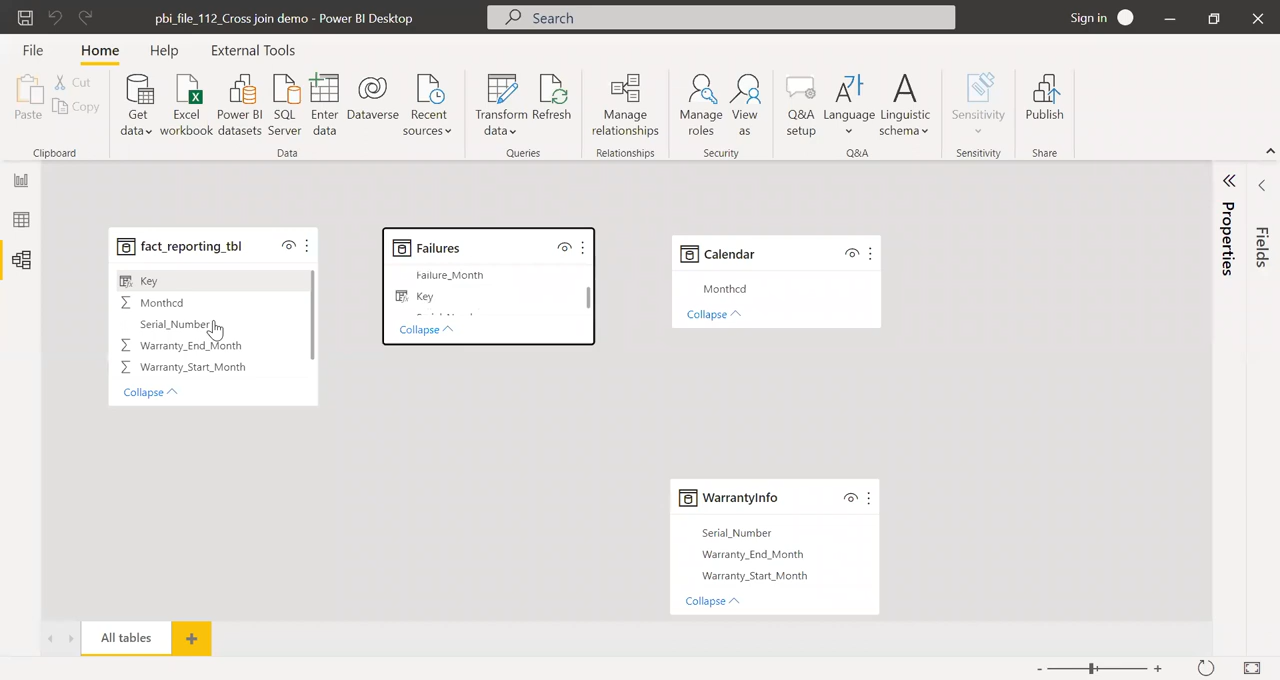 pbi_file_112_Cross join demo - Power BI Desktop
Search
Sign in
File
Home
Help
External Tools
Paste
Cut
Copy
Clipboard
Get data
Excel workbook
Power BI datasets
SQL Server
Enter data
Dataverse
Recent sources
Data
Transform data
Refresh
Queries
Manage relationships
Relationships
Manage roles
View as
Security
Q&A setup
Language
Linguistic schema
Q&A
Sensitivity
Sensitivity
Publish
Share
fact_reporting_tbl
Key
Monthcd
Serial_Number
Warranty_End_Month
Warranty_Start_Month
Collapse
Failures
Failure_Month
Key
Collapse
Calendar
Monthcd
Collapse
WarrantyInfo
Serial_Number
Warranty_End_Month
Warranty_Start_Month
Collapse
Properties
Fields
All tables